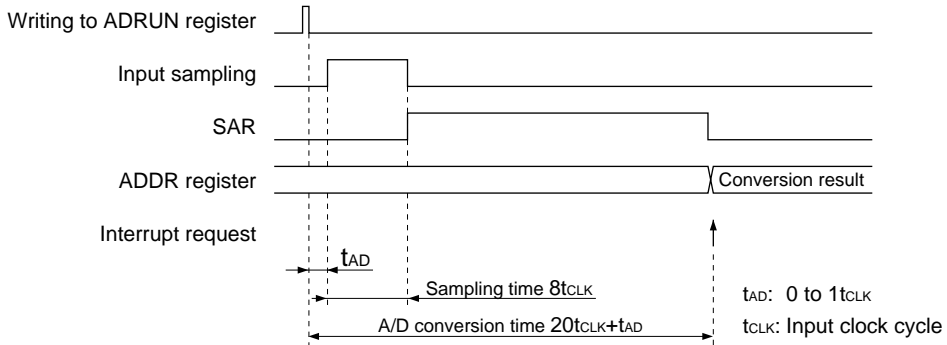 Writing to ADRUN register
Input sampling
SAR
ADDR register
Conversion result
Interrupt request
tAD
Sampling time 8tCLK
tAD: 0 to 1tCLK
A/D conversion time 20tCLK+tAD
tCLK: Input clock cycle